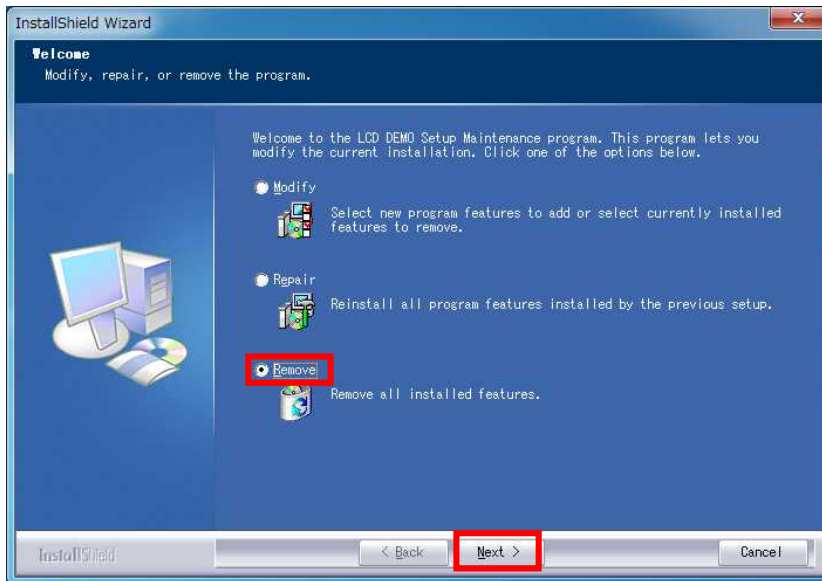 InstallShield Wizard
Welcome
Modify, repair, or remove the program.
Welcome to the LCD DEMO Setup Maintenance program. This program lets you
modify the current installation. Click one of the options below.
Modify
Select new program features to add or select currently installed
features to remove.
Repair
Reinstall all program features installed by the previous setup.
Remove
Remove all installed features.
InstallShield
< Back
Next >
Cancel